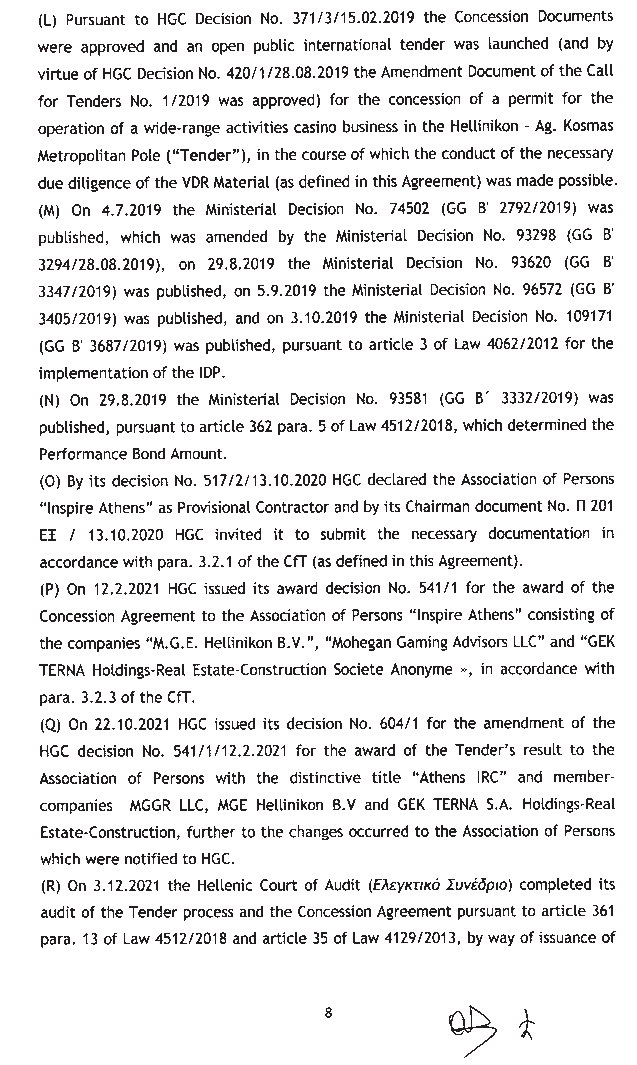 (L) Pursuant to HGC Decision No. 371/3/15.02.2019 the Concession Documents
were approved and an open public international tender was launched (and by
virtue of HGC Decision No. 420/1/28.08.2019 the Amendment Document of the Call
for Tenders No. 1/2019 was approved) for the concession of a permit for the
operation of a wide-range activities casino business in the Hellinikon - Ag. Kosmas
Metropolitan Pole (“Tender”), in the course of which the conduct of the necessary
due diligence of the VDR Material (as defined in this Agreement) was made possible.
(M) On 4.7.2019 the Ministerial Decision No. 74502 (GG B' 2792/2019) was
published, which was amended by the Ministerial Decision No. 93298 (GG B'
3294/28.08.2019), on 29.8.2019 the Ministerial Decision No. 93620 (GG B'
3347/2019) was published, on 5.9.2019 the Ministerial Decision No. 96572 (GG B'
3405/2019) was published, and on 3.10.2019 the Ministerial Decision No. 109171
(GG B' 3687/2019) was published, pursuant to article 3 of Law 4062/2012 for the
implementation of the IDP.
(N) On 29.8.2019 the Ministerial Decision No. 93581 (GG B´ 3332/2019) was
published, pursuant to article 362 para. 5 of Law 4512/2018, which determined the
Performance Bond Amount.
(O) By its decision No. 517/2/13.10.2020 HGC declared the Association of Persons
“Inspire Athens” as Provisional Contractor and by its Chairman document No. Π 201
ΕΞ / 13.10.2020 HGC invited it to submit the necessary documentation in
accordance with para. 3.2.1 of the CfT (as defined in this Agreement).
(P) On 12.2.2021 HGC issued its award decision No. 541/1 for the award of the
Concession Agreement to the Association of Persons “Inspire Athens” consisting of
the companies “M.G.E. Hellinikon B.V.”, “Mohegan Gaming Advisors LLC” and “GEK
TERNA Holdings-Real Estate-Construction Societe Anonyme », in accordance with
para. 3.2.3 of the CfT.
(Q) On 22.10.2021 HGC issued its decision No. 604/1 for the amendment of the
HGC decision No. 541/1/12.2.2021 for the award of the Tender’s result to the
Association of Persons with the distinctive title “Athens IRC” and member-
companies MGGR LLC, MGE Hellinikon B.V and GEK TERNA S.A. Holdings-Real
Estate-Construction, further to the changes occurred to the Association of Persons
which were notified to HGC.
(R) On 3.12.2021 the Hellenic Court of Audit (Ελεγκτικό Συνέδριο) completed its
audit of the Tender process and the Concession Agreement pursuant to article 361
para. 13 of Law 4512/2018 and article 35 of Law 4129/2013, by way of issuance of
8